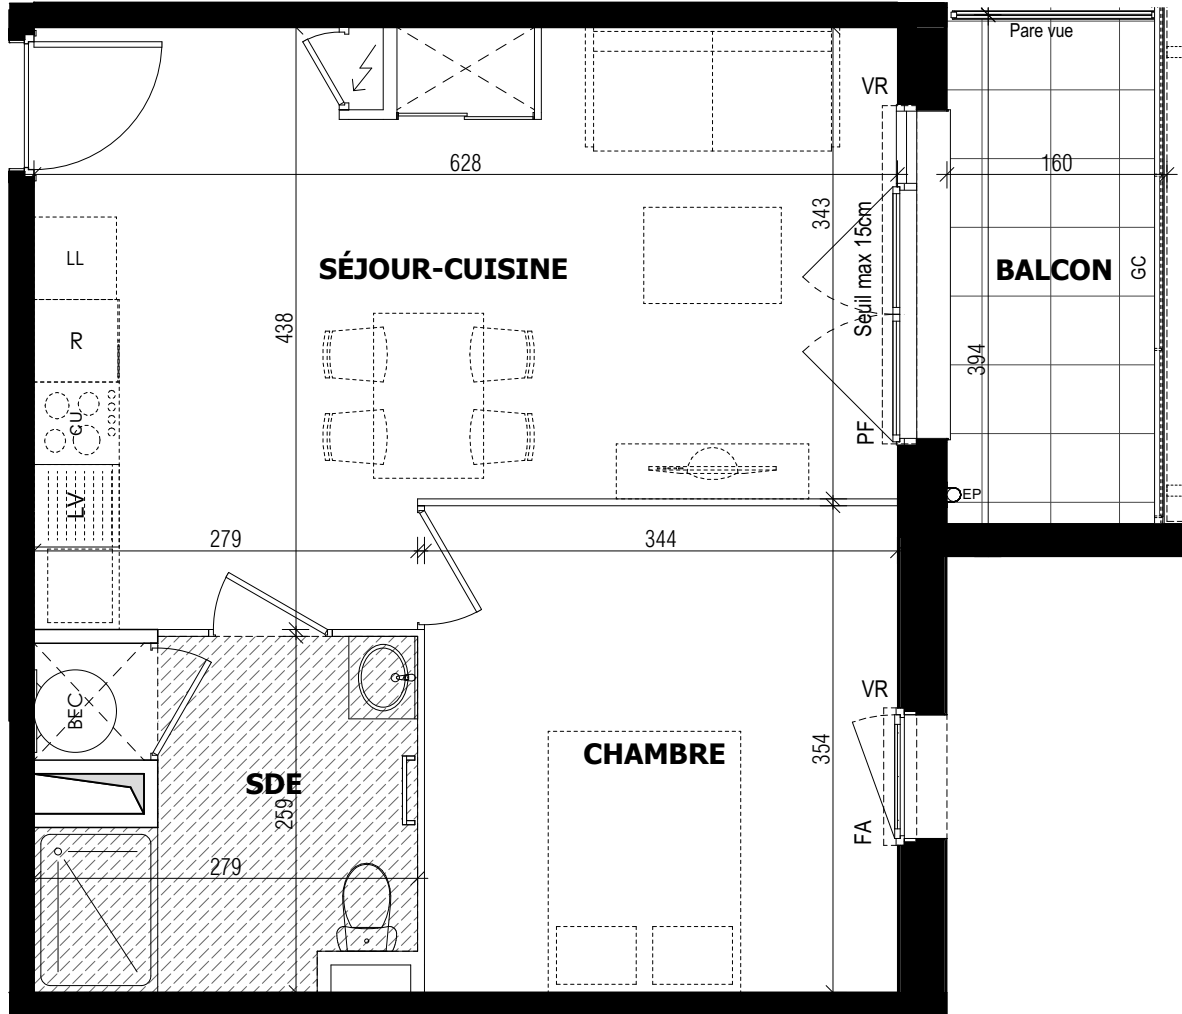 Pare vue
VR
628
160
343
LL
SÉJOUR-CUISINE
Seuil max 15cm
BALCON
GC
438
R
394
CU
PF
LV
EP
279
344
VR
BEC
CHAMBRE
354
SDE
259
FA
279